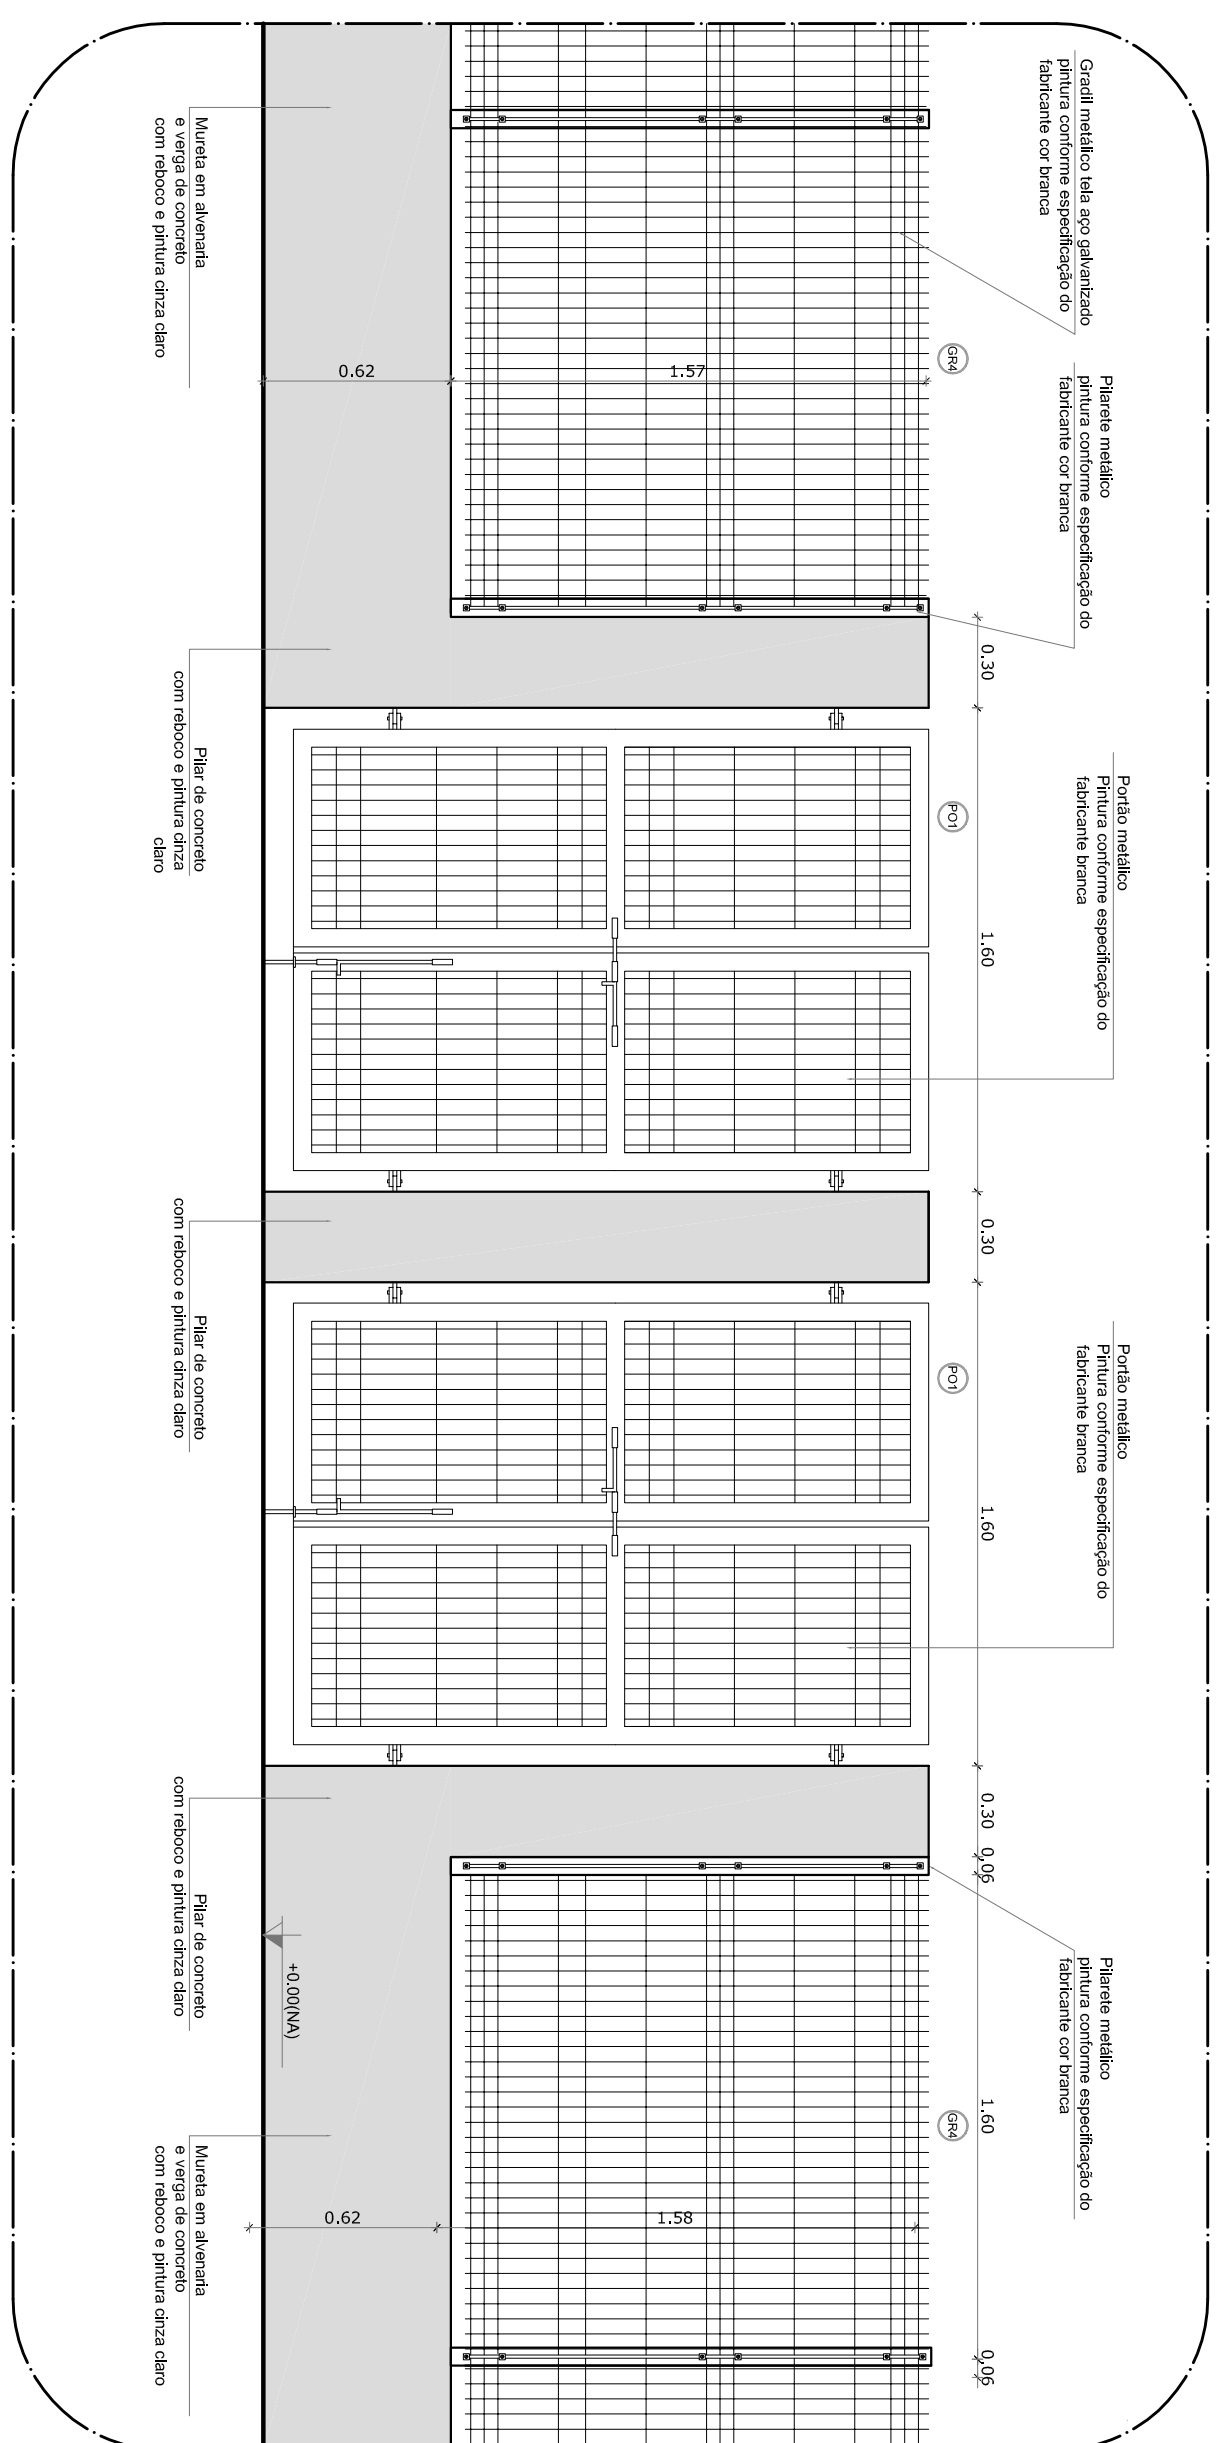 Gradil metálico tela aço galvanizado
pintura conforme especificação do
fabricante cor branca
Pilarete metálico
pintura conforme especificação do
fabricante cor branca
Portão metálico
Pintura conforme especificação do
fabricante branca
Portão metálico
Pintura conforme especificação do
fabricante branca
Pilarete metálico
pintura conforme especificação do
fabricante cor branca
0.30
1.60
0.30
1.60
0.30
0,06
1.60
0,06
GR4
PO1
PO1
GR4
1.57
0.62
1.58
0.62
+0.00(NA)
Mureta em alvenaria
e verga de concreto
com reboco e pintura cinza claro
Pilar de concreto
com reboco e pintura cinza
claro
Pilar de concreto
com reboco e pintura cinza claro
Pilar de concreto
com reboco e pintura cinza claro
Mureta em alvenaria
e verga de concreto
com reboco e pintura cinza claro